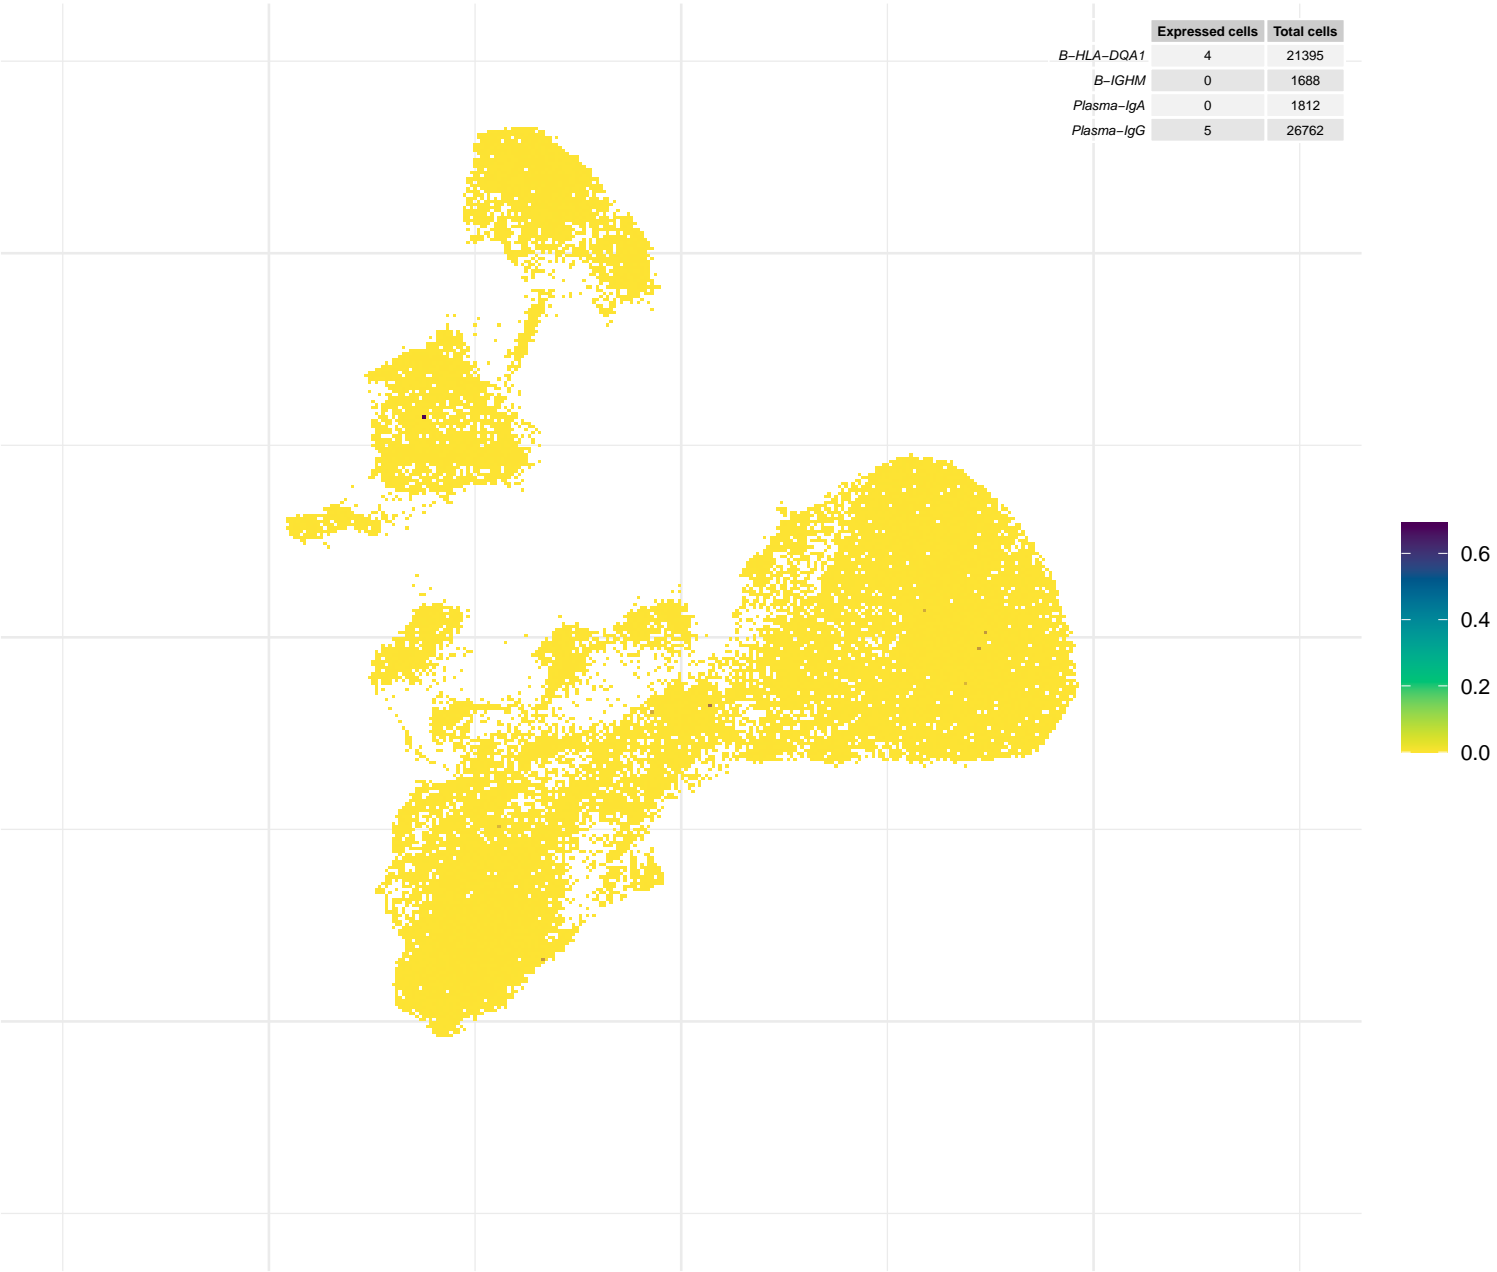 Expressed cells Total cells
B−HLA−DQA1 4 21395
B−IGHM 0 1688
Plasma−IgA 0 1812
Plasma−IgG 5 26762
0.6
0.4
0.2
0.0